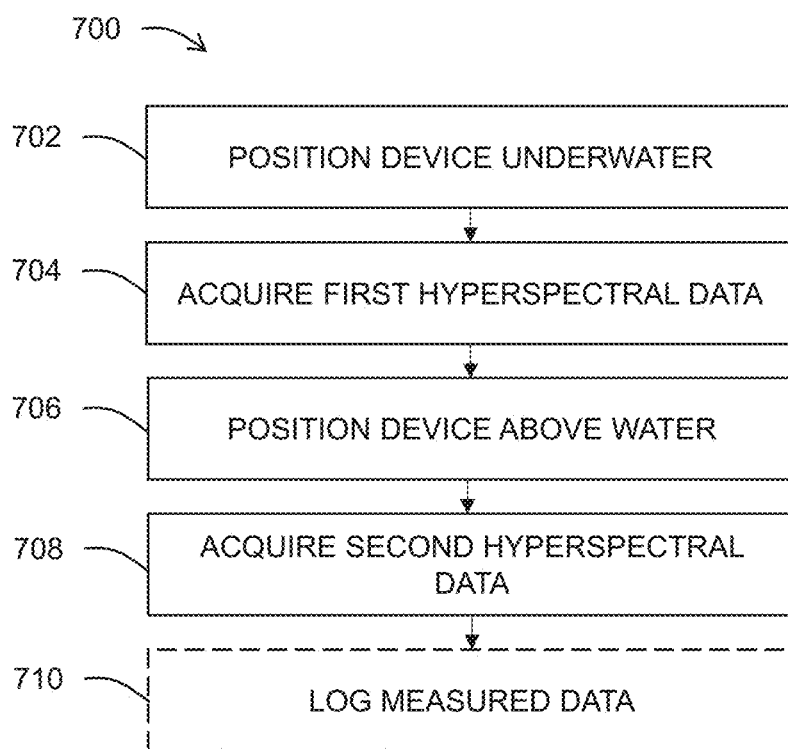 700
702
POSITION DEVICE UNDERWATER
704
ACQUIRE FIRST HYPERSPECTRAL DATA
706
POSITION DEVICE ABOVE WATER
708
ACQUIRE SECOND HYPERSPECTRAL
DATA
710
LOG MEASURED DATA